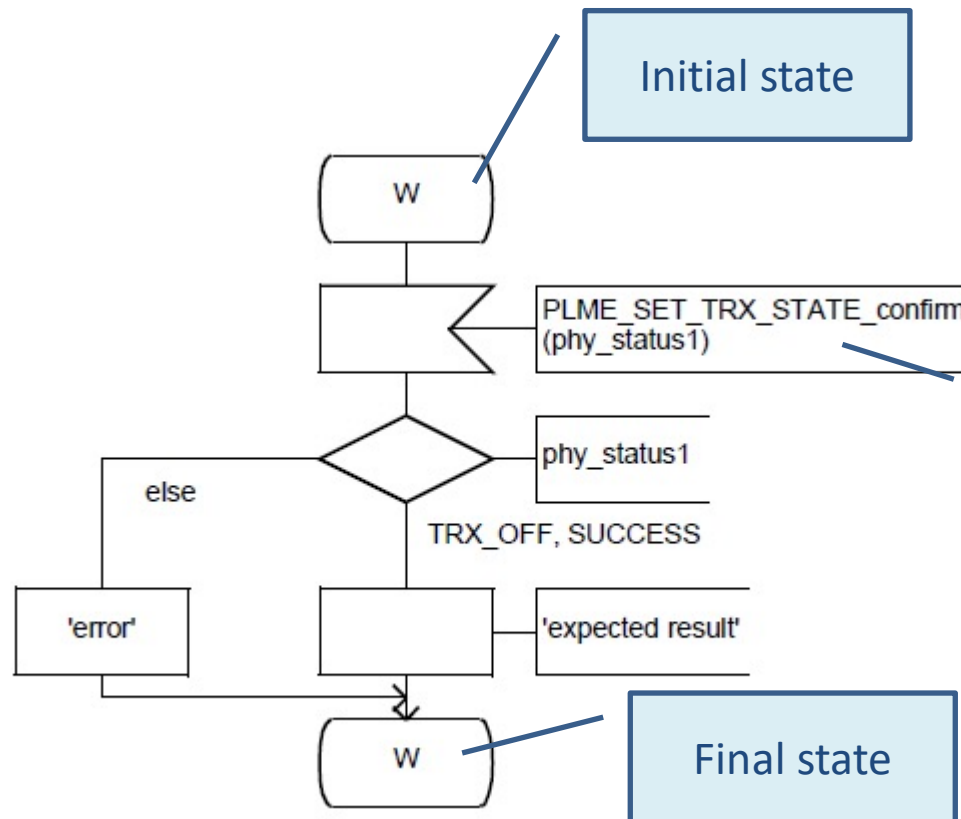 Initial state
W
PLME_SET_TRX_STATE_confirm
(phy_status1)
phy_status1
else
TRX_OFF, SUCCESS
'error'
'expected result'
W
Final state